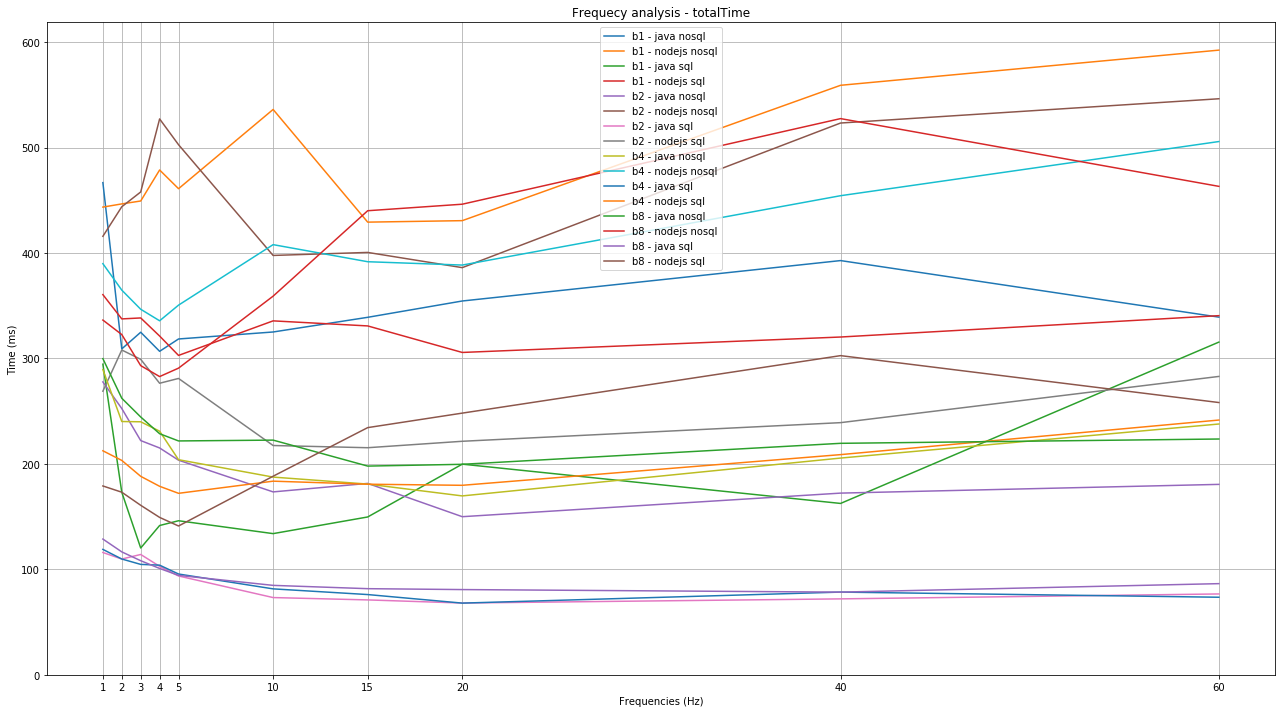 Frequecy analysis - totalTime
600
500
400
300
200
100
0
Time (ms)
b1 - java nosql
b1 - nodejs nosql
b1 - java sql
b1 - nodejs sql
b2 - java nosql
b2 - nodejs nosql
b2 - java sql
b2 - nodejs sql
b4 - java nosql
b4 - nodejs nosql
b4 - java sql
b4 - nodejs sql
b8 - java nosql
b8 - nodejs nosql
b8 - java sql
b8 - nodejs sql
1 2 3 4 5 10 15 20 40 60
Frequencies (Hz)